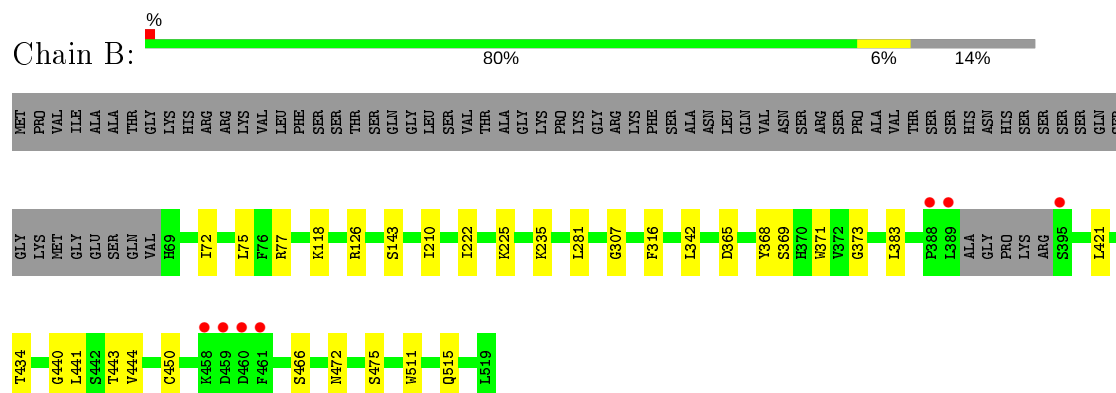 %
Chain B:
80% 6% 14%
MET PRO VAL ILE ALA ALA THR GLY LYS HIS ARG ARG LYS VAL LEU PHE SER SER THR SER GLN GLY LEU SER VAL THR ALA GLY LYS PRO LYS GLY ARG LYS PHE SER ALA ASN LEU GLN VAL ASN SER ARG SER PRO ALA VAL THR SER SER HIS ASN HIS SER SER SER SER GLN
GLY LYS MET GLY GLU SER GLN VAL H69 I72 L75 F76 R77 K118 R126 S143 I210 I222 K225 K235 L281 G307 F316 L342 D365 Y368 S369 H370 W371 V372 G373 L383 P388 L389 ALA GLY PRO LYS ARG S395 L421
T434 G440 L441 S442 T443 V444 C450 K458 D459 D460 F461 S466 N472 S475 W511 Q515 L519